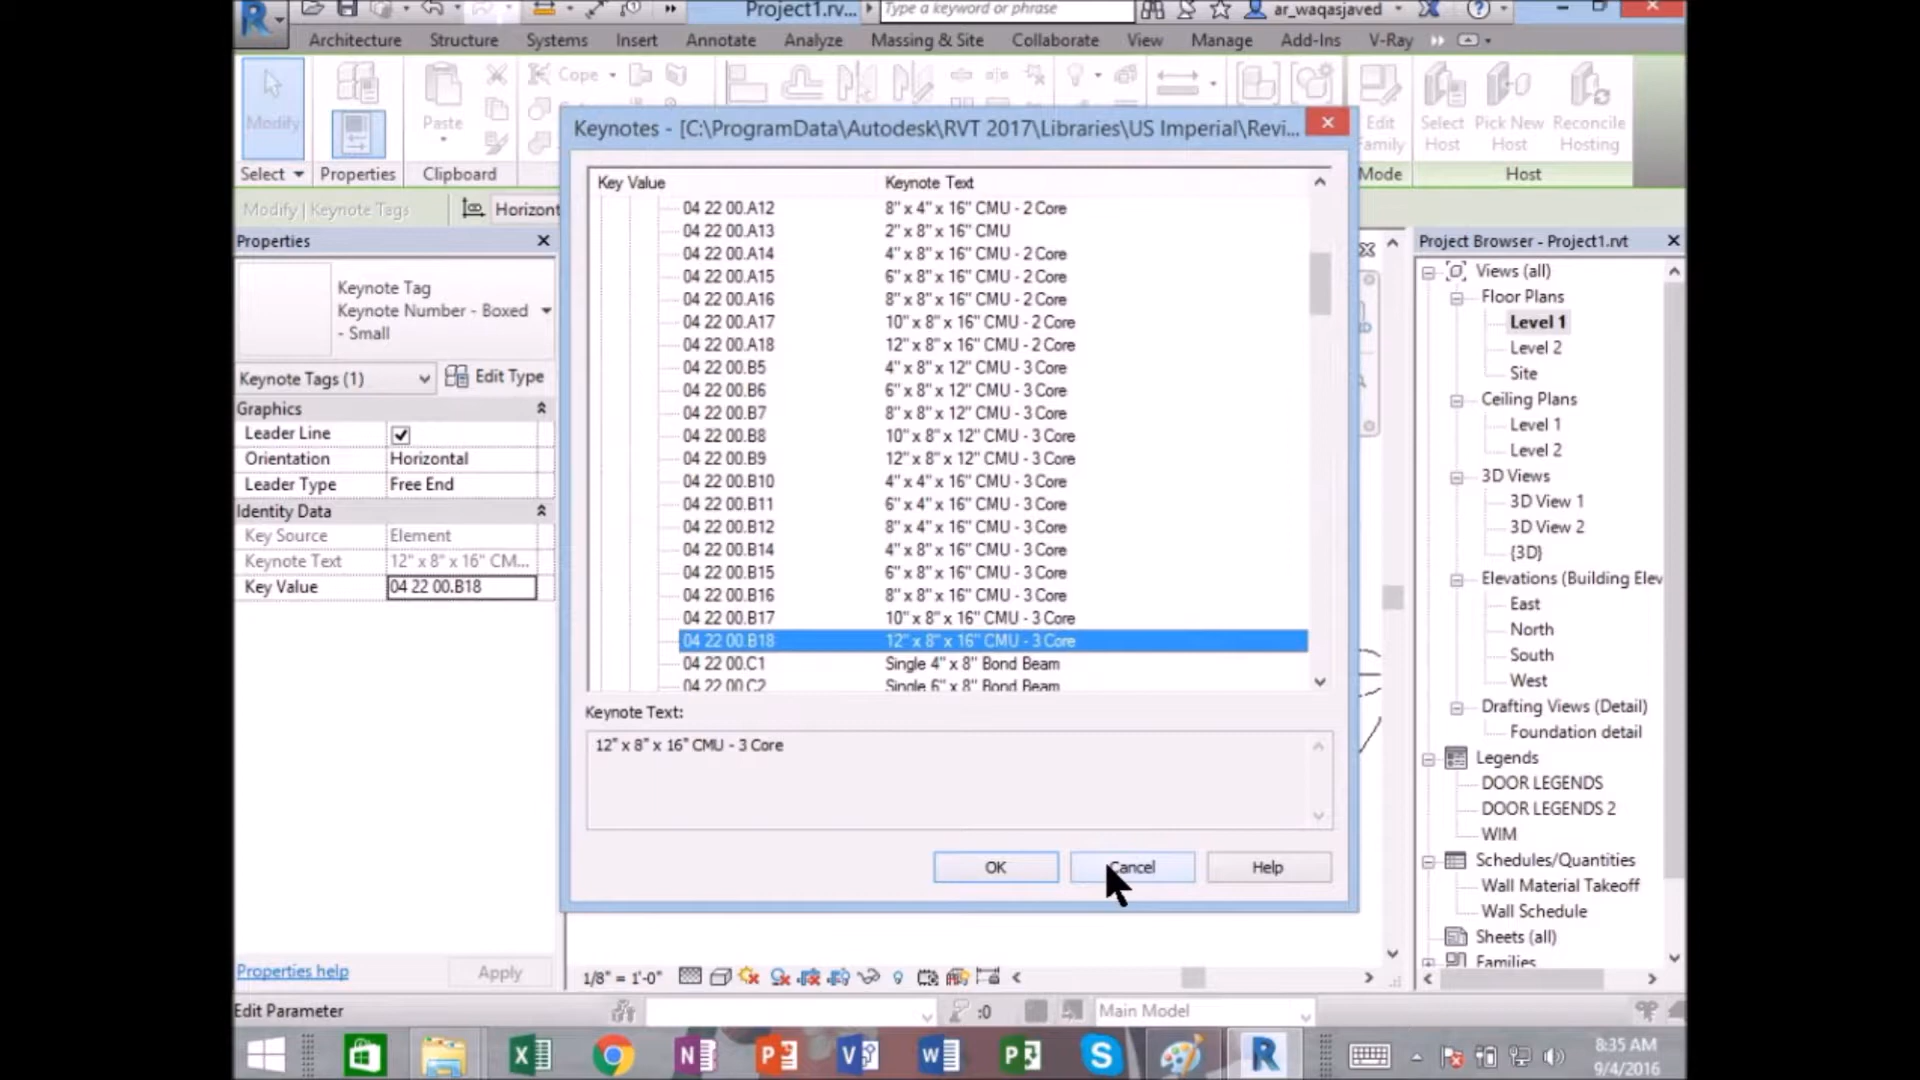 Project1.rv...
Type a keyword or phrase
ar_waqasjaved
Architecture Structure Systems Insert Annotate Analyze Massing & Site Collaborate View Manage Add-Ins V-Ray
Modify
Paste
Cope
Edit Family
Select Host
Pick New Host
Reconcile Hosting
Select Properties Clipboard Mode Host
Modify | Keynote Tags
Horizont
Properties
Keynote Tag
Keynote Number - Boxed
- Small
Keynote Tags (1) Edit Type
Graphics
Leader Line
Orientation Horizontal
Leader Type Free End
Identity Data
Key Source Element
Keynote Text 12" x 8" x 16" CM...
Key Value 04 22 00.B18
Properties help Apply
Keynotes - [C:\ProgramData\Autodesk\RVT 2017\Libraries\US Imperial\Revi...
Key Value Keynote Text
04 22 00.A12 8" x 4" x 16" CMU - 2 Core
04 22 00.A13 2" x 8" x 16" CMU
04 22 00.A14 4" x 8" x 16" CMU - 2 Core
04 22 00.A15 6" x 8" x 16" CMU - 2 Core
04 22 00.A16 8" x 8" x 16" CMU - 2 Core
04 22 00.A17 10" x 8" x 16" CMU - 2 Core
04 22 00.A18 12" x 8" x 16" CMU - 2 Core
04 22 00.B5 4" x 8" x 12" CMU - 3 Core
04 22 00.B6 6" x 8" x 12" CMU - 3 Core
04 22 00.B7 8" x 8" x 12" CMU - 3 Core
04 22 00.B8 10" x 8" x 12" CMU - 3 Core
04 22 00.B9 12" x 8" x 12" CMU - 3 Core
04 22 00.B10 4" x 4" x 16" CMU - 3 Core
04 22 00.B11 6" x 4" x 16" CMU - 3 Core
04 22 00.B12 8" x 4" x 16" CMU - 3 Core
04 22 00.B14 4" x 8" x 16" CMU - 3 Core
04 22 00.B15 6" x 8" x 16" CMU - 3 Core
04 22 00.B16 8" x 8" x 16" CMU - 3 Core
04 22 00.B17 10" x 8" x 16" CMU - 3 Core
04 22 00.B18 12" x 8" x 16" CMU - 3 Core
04 22 00.C1 Single 4" x 8" Bond Beam
04 22 00.C2 Single 6" x 8" Bond Beam
Keynote Text:
12" x 8" x 16" CMU - 3 Core
OK Cancel Help
Project Browser - Project1.rvt
Views (all)
Floor Plans
Level 1
Level 2
Site
Ceiling Plans
Level 1
Level 2
3D Views
3D View 1
3D View 2
{3D}
Elevations (Building Elev
East
North
South
West
Drafting Views (Detail)
Foundation detail
Legends
DOOR LEGENDS
DOOR LEGENDS 2
WIM
Schedules/Quantities
Wall Material Takeoff
Wall Schedule
Sheets (all)
Families
1/8" = 1'-0"
Edit Parameter
:0
Main Model
8:35 AM
9/4/2016